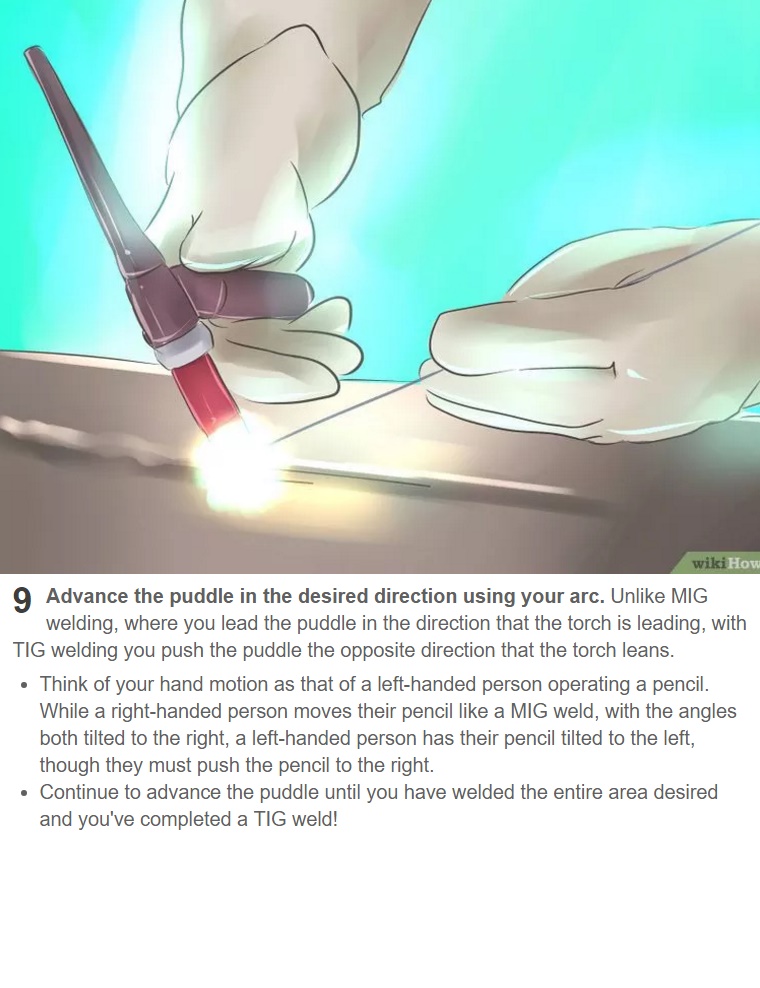 wikiHow
9 Advance the puddle in the desired direction using your arc. Unlike MIG
welding, where you lead the puddle in the direction that the torch is leading, with
TIG welding you push the puddle the opposite direction that the torch leans.
• Think of your hand motion as that of a left-handed person operating a pencil.
While a right-handed person moves their pencil like a MIG weld, with the angles
both tilted to the right, a left-handed person has their pencil tilted to the left,
though they must push the pencil to the right.
• Continue to advance the puddle until you have welded the entire area desired
and you've completed a TIG weld!